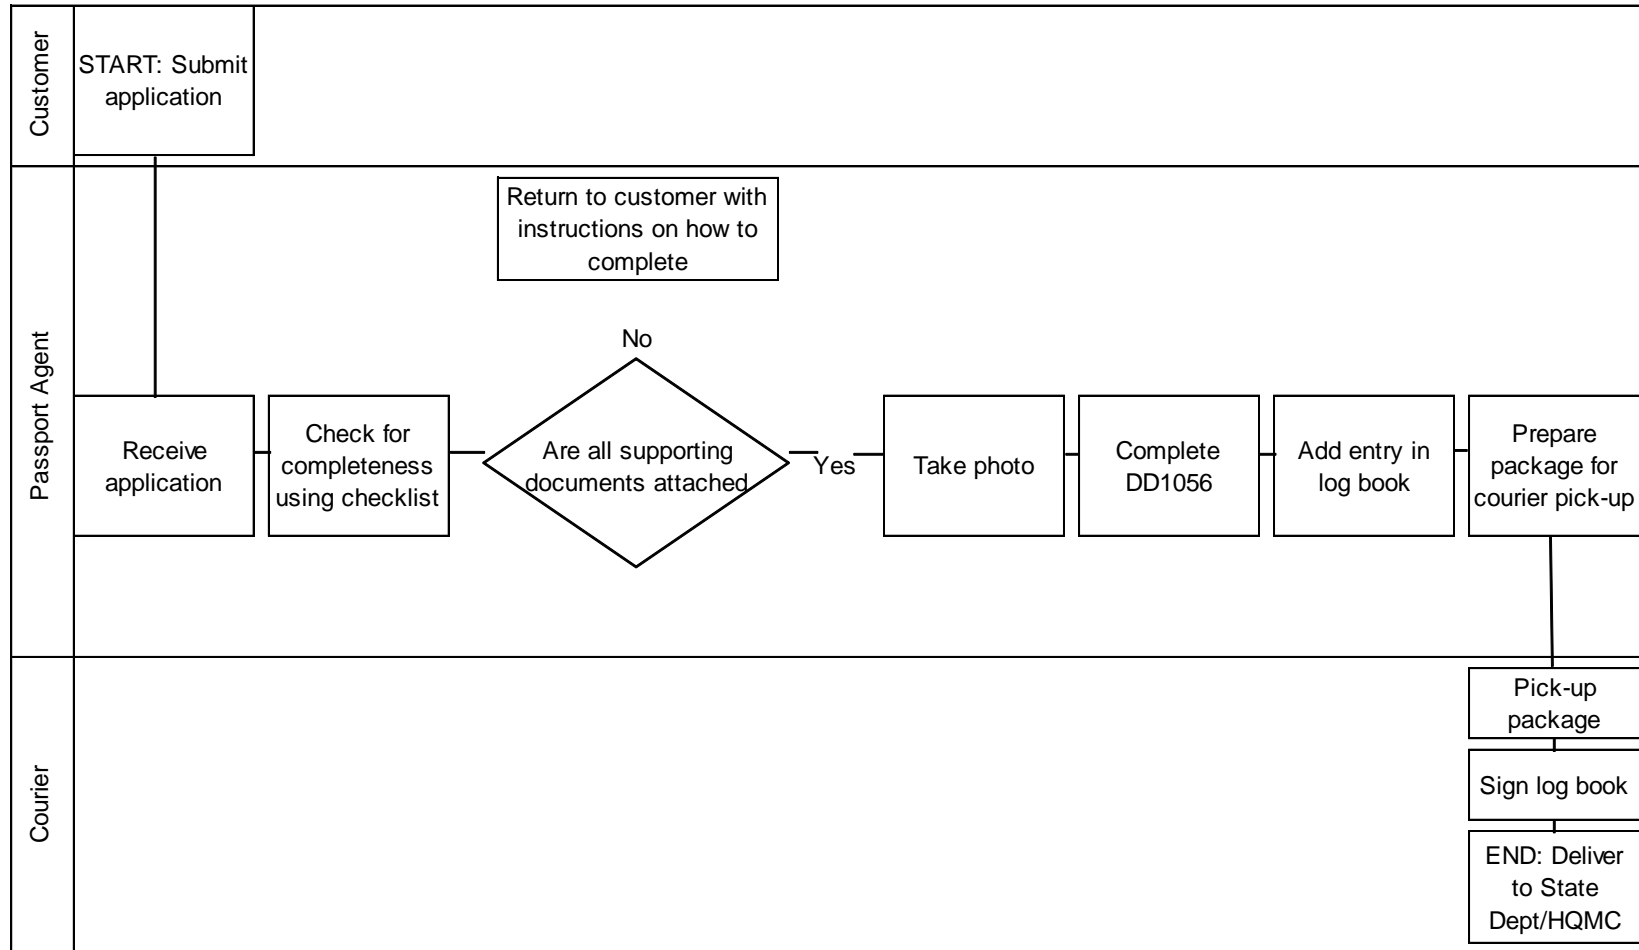 Customer
START: Submit
application
Passport Agent
Return to customer with
instructions on how to
complete
No
Receive
application
Check for
completeness
using checklist
Are all supporting
documents attached
Yes
Take photo
Complete
DD1056
Add entry in
log book
Prepare
package for
courier pick-up
Courier
Pick-up
package
Sign log book
END: Deliver
to State
Dept/HQMC